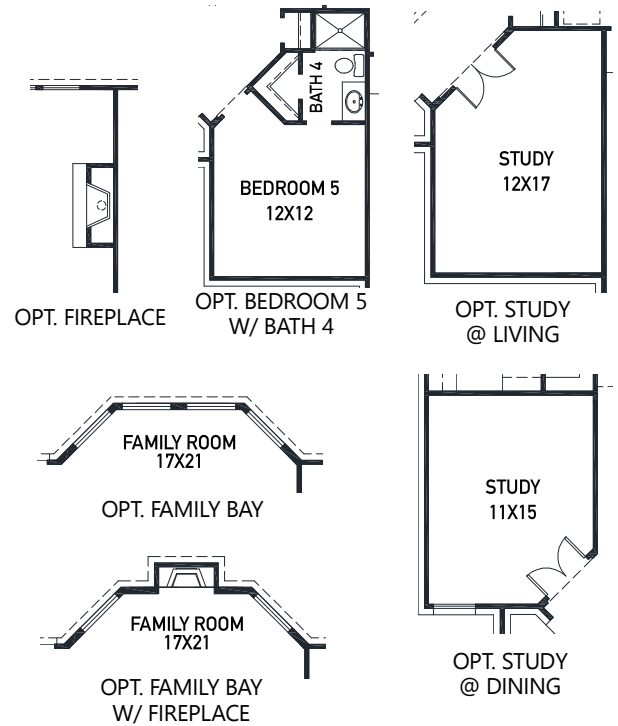 BATH 4
BEDROOM 5
12X12
STUDY
12X17
OPT. FIREPLACE
OPT. BEDROOM 5
W/ BATH 4
OPT. STUDY
@ LIVING
FAMILY ROOM
17X21
OPT. FAMILY BAY
STUDY
11X15
FAMILY ROOM
17X21
OPT. FAMILY BAY
W/ FIREPLACE
OPT. STUDY
@ DINING